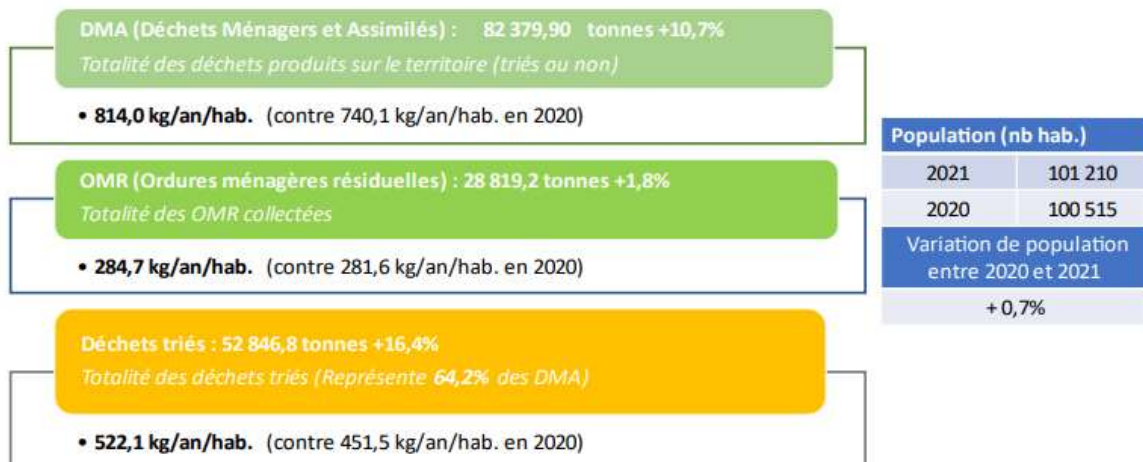 DMA (Déchets Ménagers et Assimilés) : 82 379,90 tonnes +10,7%
Totalité des déchets produits sur le territoire (triés ou non)
• 814,0 kg/an/hab. (contre 740,1 kg/an/hab. en 2020)
OMR (Ordures ménagères résiduelles) : 28 819,2 tonnes +1,8%
Totalité des OMR collectées
• 284,7 kg/an/hab. (contre 281,6 kg/an/hab. en 2020)
Déchets triés : 52 846,8 tonnes +16,4%
Totalité des déchets triés (Représente 64,2% des DMA)
• 522,1 kg/an/hab. (contre 451,5 kg/an/hab. en 2020)
Population (nb hab.)
2021 101 210
2020 100 515
Variation de population
entre 2020 et 2021
+ 0,7%